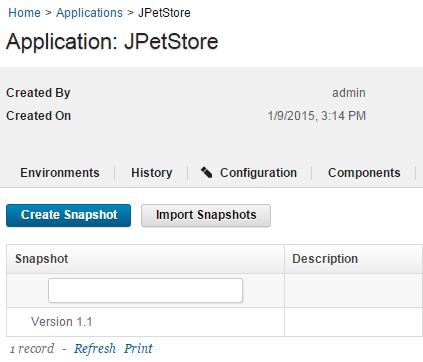 Home > Applications > JPetStore
Application: JPetStore
Created By admin
Created On 1/9/2015, 3:14 PM
Environments History Configuration Components
Create Snapshot Import Snapshots
Snapshot Description
Version 1.1
1 record - Refresh Print